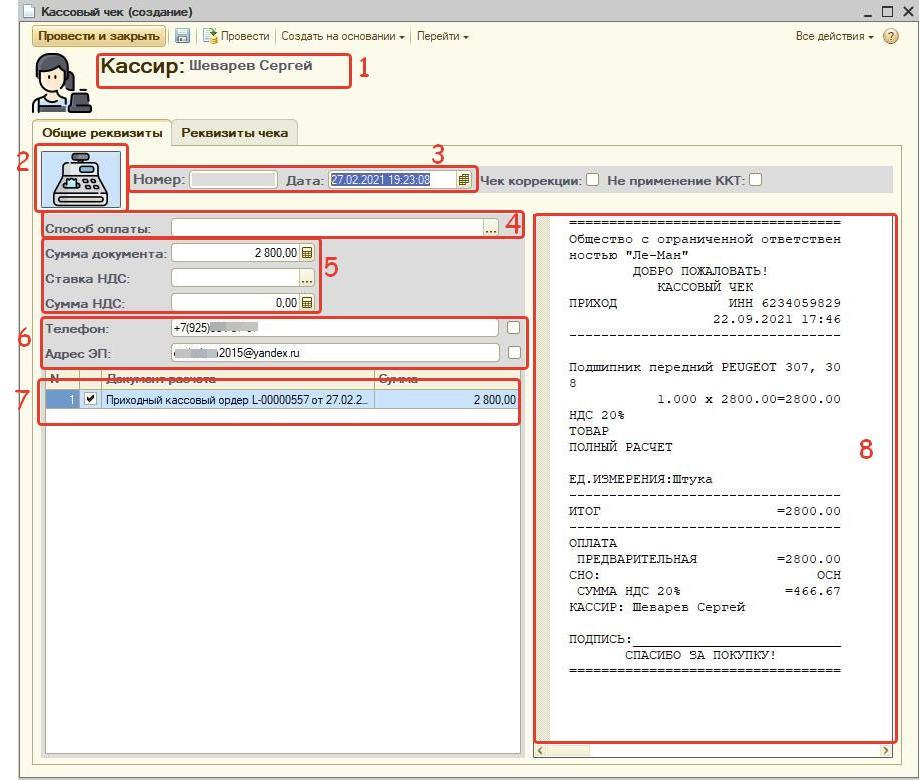 Кассовый чек (создание)
Провести и закрыть Провести Создать на основании Перейти Все действия ?
Кассир: Шеварев Сергей 1
Общие реквизиты Реквизиты чека
2 3
Номер: Дата: 27.02.2021 19:23:08 Чек коррекции: Не применение ККТ:
Способ оплаты: ... 4
Сумма документа: 2 800,00
Ставка НДС: ... 5
Сумма НДС: 0,00
6
Телефон: +7(925)
Адрес ЭП: 2015@yandex.ru
N Документ расчета Сумма
7 1 Приходный кассовый ордер L-00000557 от 27.02.2... 2 800,00
==================================
Общество с ограниченной ответствен
ностью "Ле-Ман"
ДОБРО ПОЖАЛОВАТЬ!
КАССОВЫЙ ЧЕК
ПРИХОД ИНН 6234059829
22.09.2021 17:46
----------------------------------
Подшипник передний PEUGEOT 307, 30
8
1.000 x 2800.00=2800.00
НДС 20%
ТОВАР
ПОЛНЫЙ РАСЧЕТ
8
ЕД.ИЗМЕРЕНИЯ:Штука
----------------------------------
ИТОГ =2800.00
----------------------------------
ОПЛАТА
ПРЕДВАРИТЕЛЬНАЯ =2800.00
СНО: ОСН
СУММА НДС 20% =466.67
КАССИР: Шеварев Сергей
ПОДПИСЬ:__________________________
СПАСИБО ЗА ПОКУПКУ!
==================================